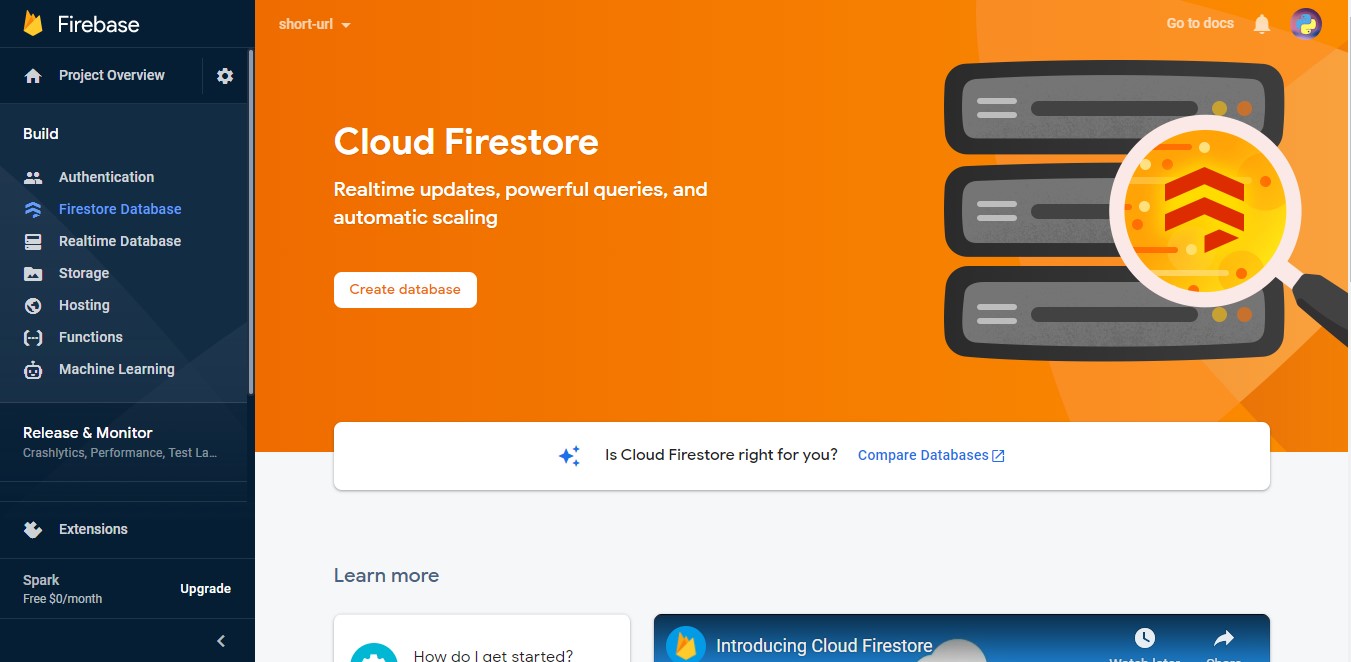 Firebase
Project Overview
Build
Authentication
Firestore Database
Realtime Database
Storage
Hosting
Functions
Machine Learning
Release & Monitor
Crashlytics, Performance, Test La...
Extensions
Spark
Free $0/month
Upgrade
short-url
Go to docs
Cloud Firestore
Realtime updates, powerful queries, and
automatic scaling
Create database
Is Cloud Firestore right for you? Compare Databases
Learn more
How do I get started?
Introducing Cloud Firestore
Watch later
Share